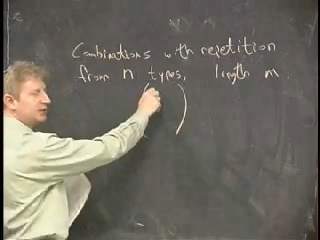 Combinations with repetition
from n types, length m.
( )